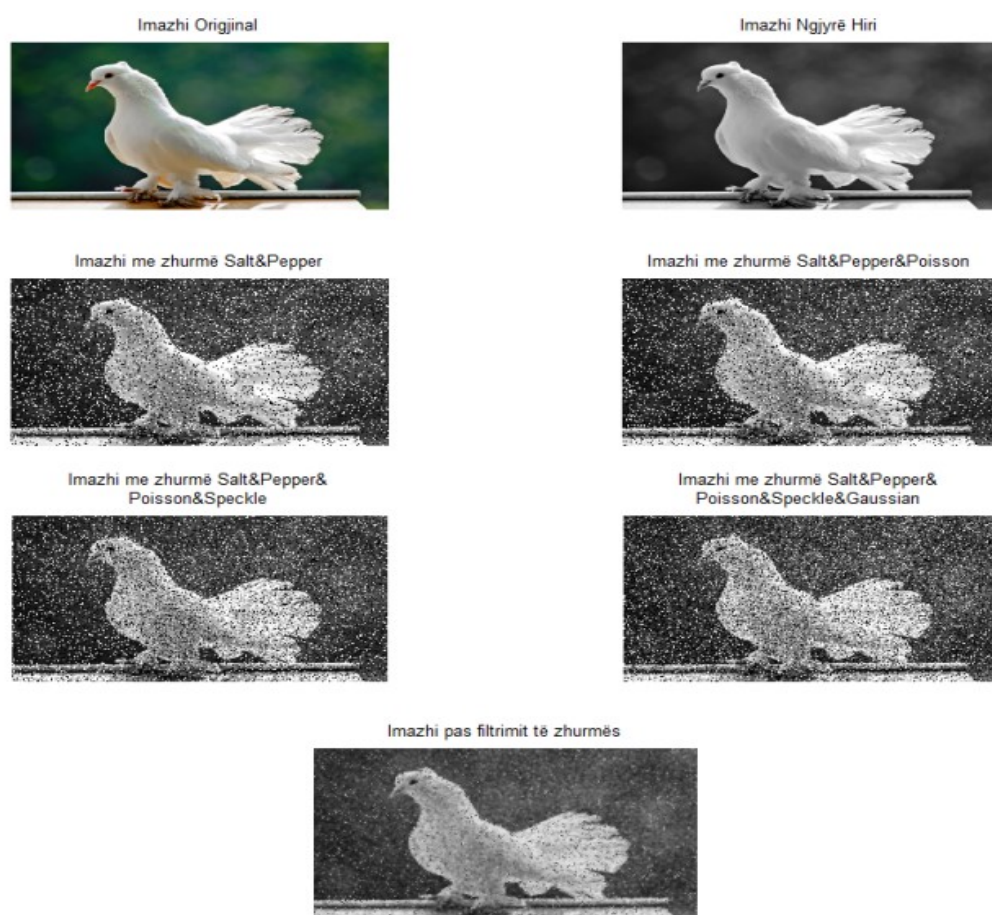 Imazhi Origjinal
Imazhi Ngjyrë Hiri
Imazhi me zhurmë Salt&Pepper
Imazhi me zhurmë Salt&Pepper&Poisson
Imazhi me zhurmë Salt&Pepper&
Poisson&Speckle
Imazhi me zhurmë Salt&Pepper&
Poisson&Speckle&Gaussian
Imazhi pas filtrimit të zhurmës